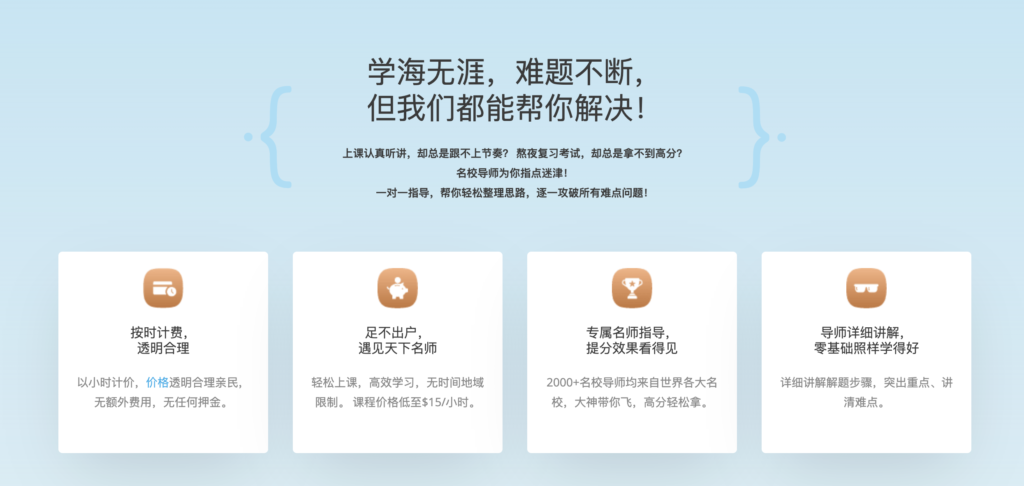 学海无涯，难题不断，
但我们都能帮你解决！
上课认真听讲，却总是跟不上节奏？ 熬夜复习考试，却总是拿不到高分？
名校导师为你指点迷津！
一对一指导，帮你轻松整理思路，逐一攻破所有难点问题！
按时计费，
透明合理
以小时计价，价格透明合理亲民，
无额外费用，无任何押金。
足不出户，
遇见天下名师
轻松上课，高效学习，无时间地域
限制。 课程价格低至$15/小时。
专属名师指导，
提分效果看得见
2000+名校导师均来自世界各大名
校，大神带你飞，高分轻松拿。
导师详细讲解，
零基础照样学得好
详细讲解解题步骤，突出重点、讲
清难点。